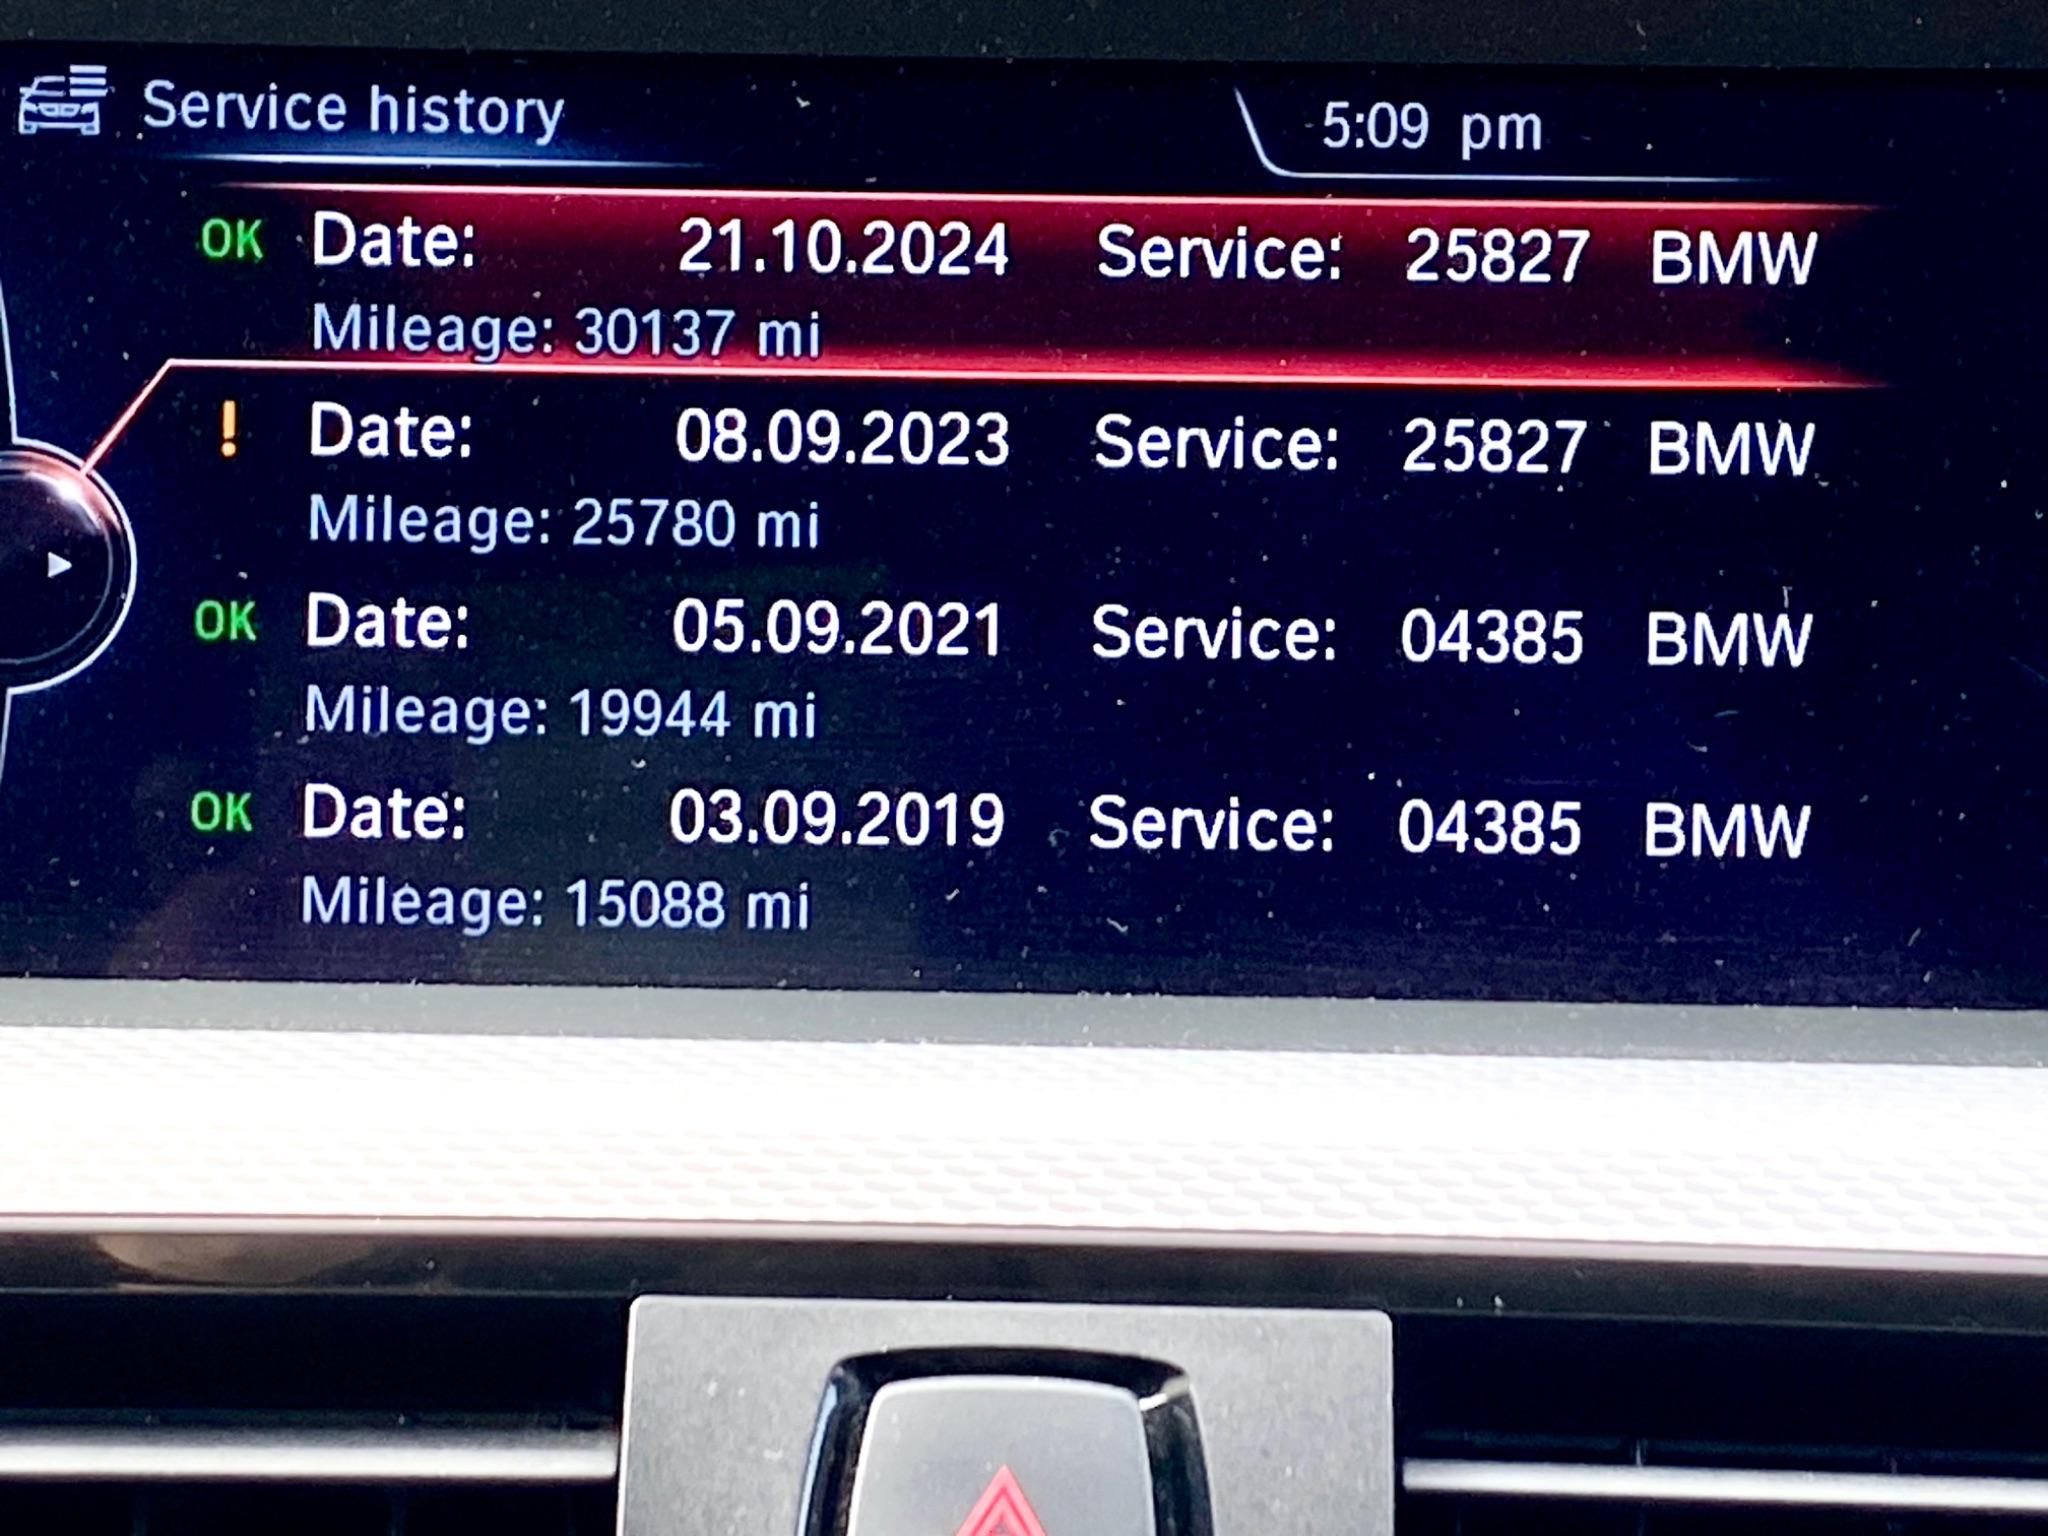 Service history 5:09 pm
OK Date: 21.10.2024 Service: 25827 BMW
Mileage: 30137 mi
! Date: 08.09.2023 Service: 25827 BMW
Mileage: 25780 mi
OK Date: 05.09.2021 Service: 04385 BMW
Mileage: 19944 mi
OK Date: 03.09.2019 Service: 04385 BMW
Mileage: 15088 mi